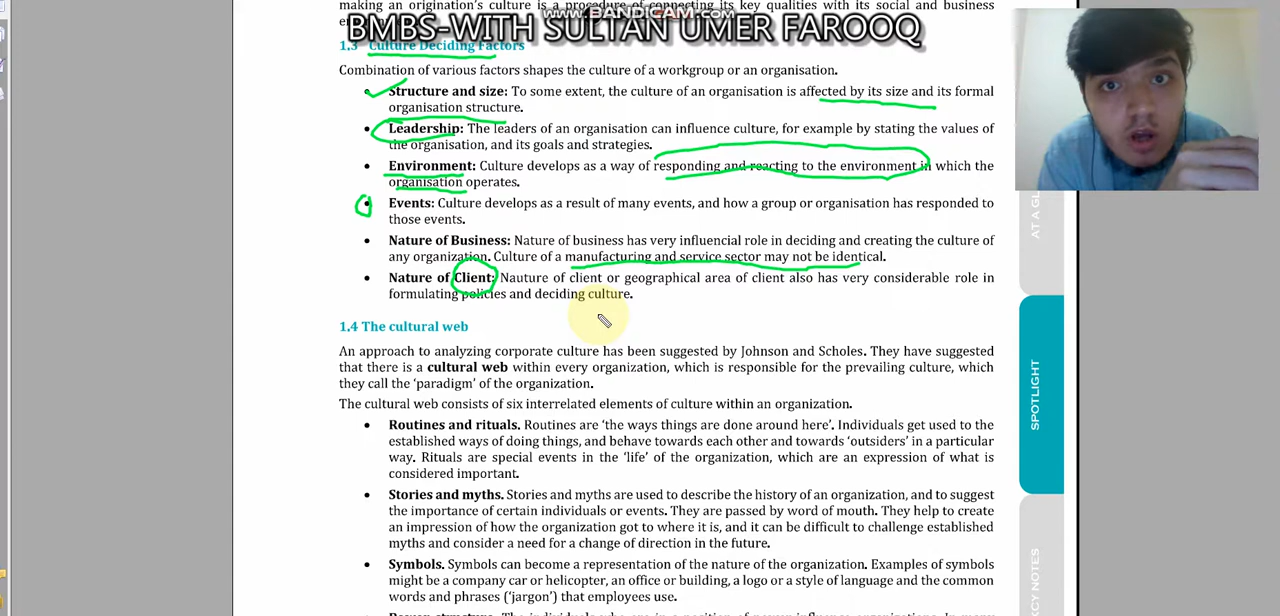 making an origination's culture is a procedure of connecting its key qualities with its social and business
www.BANDICAM.com
BMBS-WITH SULTAN UMER FAROOQ
1.3 Culture Deciding Factors
Combination of various factors shapes the culture of a workgroup or an organisation.
• Structure and size: To some extent, the culture of an organisation is affected by its size and its formal
organisation structure.
• Leadership: The leaders of an organisation can influence culture, for example by stating the values of
the organisation, and its goals and strategies.
• Environment: Culture develops as a way of responding and reacting to the environment in which the
organisation operates.
• Events: Culture develops as a result of many events, and how a group or organisation has responded to
those events.
• Nature of Business: Nature of business has very influencial role in deciding and creating the culture of
any organization. Culture of a manufacturing and service sector may not be identical.
• Nature of Client: Nauture of client or geographical area of client also has very considerable role in
formulating policies and deciding culture.
1.4 The cultural web
An approach to analyzing corporate culture has been suggested by Johnson and Scholes. They have suggested
that there is a cultural web within every organization, which is responsible for the prevailing culture, which
they call the 'paradigm' of the organization.
The cultural web consists of six interrelated elements of culture within an organization.
• Routines and rituals. Routines are 'the ways things are done around here'. Individuals get used to the
established ways of doing things, and behave towards each other and towards 'outsiders' in a particular
way. Rituals are special events in the 'life' of the organization, which are an expression of what is
considered important.
• Stories and myths. Stories and myths are used to describe the history of an organization, and to suggest
the importance of certain individuals or events. They are passed by word of mouth. They help to create
an impression of how the organization got to where it is, and it can be difficult to challenge established
myths and consider a need for a change of direction in the future.
• Symbols. Symbols can become a representation of the nature of the organization. Examples of symbols
might be a company car or helicopter, an office or building, a logo or a style of language and the common
words and phrases ('jargon') that employees use.
AT A GL
SPOTLIGHT
CY NOTES